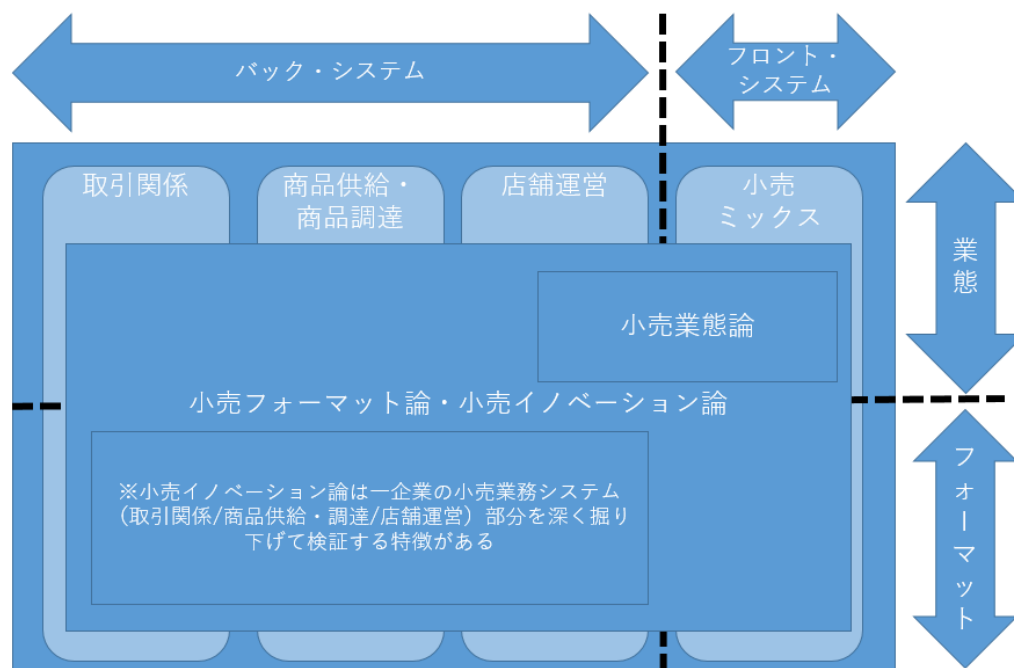 バック・システム
フロント・
システム
取引関係
商品供給・
商品調達
店舗運営
小売
ミックス
業態
小売業態論
小売フォーマット論・小売イノベーション論
※小売イノベーション論は一企業の小売業務システム
（取引関係/商品供給・調達/店舗運営）部分を深く掘り
下げて検証する特徴がある
フォーマット